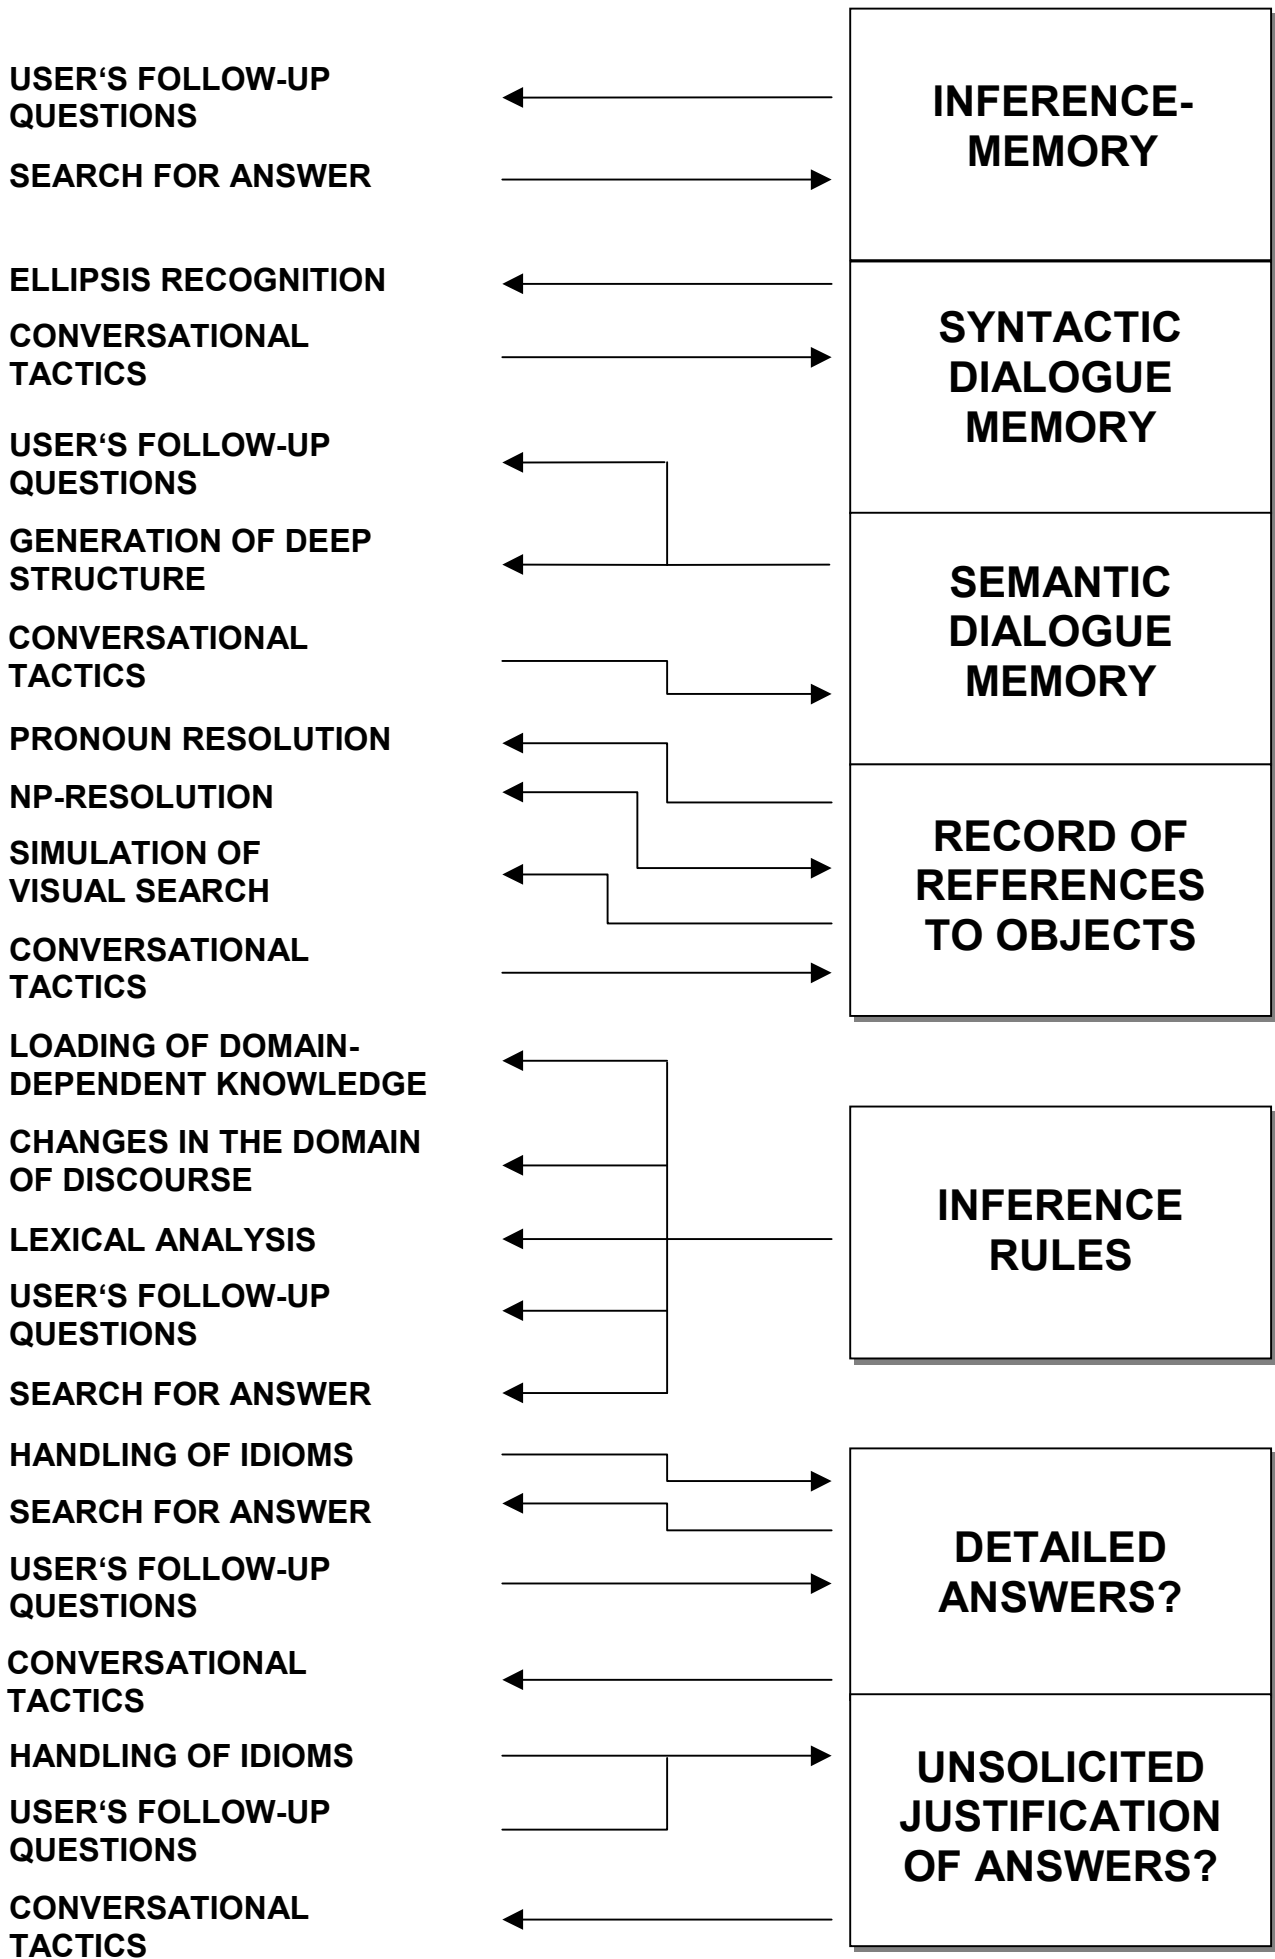 USER‘S FOLLOW-UP
QUESTIONS
SEARCH FOR ANSWER
INFERENCE-
MEMORY
ELLIPSIS RECOGNITION
CONVERSATIONAL
TACTICS
SYNTACTIC
DIALOGUE
MEMORY
USER‘S FOLLOW-UP
QUESTIONS
GENERATION OF DEEP
STRUCTURE
CONVERSATIONAL
TACTICS
SEMANTIC
DIALOGUE
MEMORY
PRONOUN RESOLUTION
NP-RESOLUTION
SIMULATION OF
VISUAL SEARCH
CONVERSATIONAL
TACTICS
RECORD OF
REFERENCES
TO OBJECTS
LOADING OF DOMAIN-
DEPENDENT KNOWLEDGE
CHANGES IN THE DOMAIN
OF DISCOURSE
LEXICAL ANALYSIS
USER‘S FOLLOW-UP
QUESTIONS
SEARCH FOR ANSWER
INFERENCE
RULES
HANDLING OF IDIOMS
SEARCH FOR ANSWER
USER‘S FOLLOW-UP
QUESTIONS
CONVERSATIONAL
TACTICS
DETAILED
ANSWERS?
HANDLING OF IDIOMS
USER‘S FOLLOW-UP
QUESTIONS
CONVERSATIONAL
TACTICS
UNSOLICITED
JUSTIFICATION
OF ANSWERS?